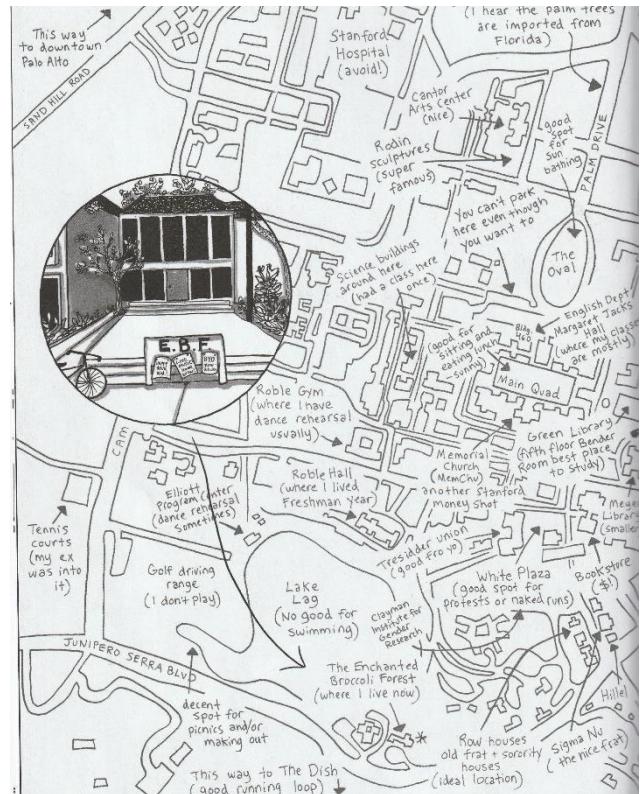 This way
to downtown
Palo Alto
SAND HILL ROAD
Stanford
Hospital
(avoid!)
(I hear the palm trees
are imported from
Florida)
Cantor
Arts Center
(nice)
good
spot
for
sun
bathing
PALM DRIVE
Rodin
sculptures
(super
famous)
You can't park
here even though
you want to
The
Oval
Science buildings
around here
(had a class here
once)
English Dept/
Margaret Jacks
Hall
(where my classes
are mostly)
Bldg.
460
(good for
sitting and
eating lunch
-sunny)
Main Quad
E.B.F
BYO
Roble Gym
(where I have
dance rehearsal
usually)
Memorial
Church
(MemChu)
another Stanford
money shot
Green Library
(fifth floor Bender
Room best place
to study)
CAM
Elliott
Program Center
(dance rehearsal
sometimes)
Roble Hall
(where I lived
Freshman year)
Meye
Library
(smaller
Tennis
courts
(my ex
was into
it)
Tresidder union
(good fro yo)
White Plaza
(good spot for
protests or naked runs)
Bookstore
($!)
Golf driving
range
(I don't play)
Lake
Lag
(No good for
swimming)
Clayman
Institute for
Gender
Research
JUNIPERO SERRA BLVD
The Enchanted
Broccoli Forest
(where I live now)
Hillel
decent
spot for
picnics and/or
making out
Row houses
old frat + sorority
houses
(ideal location)
Sigma Nu
(the nice frat)
This way to The Dish
(good running loop)